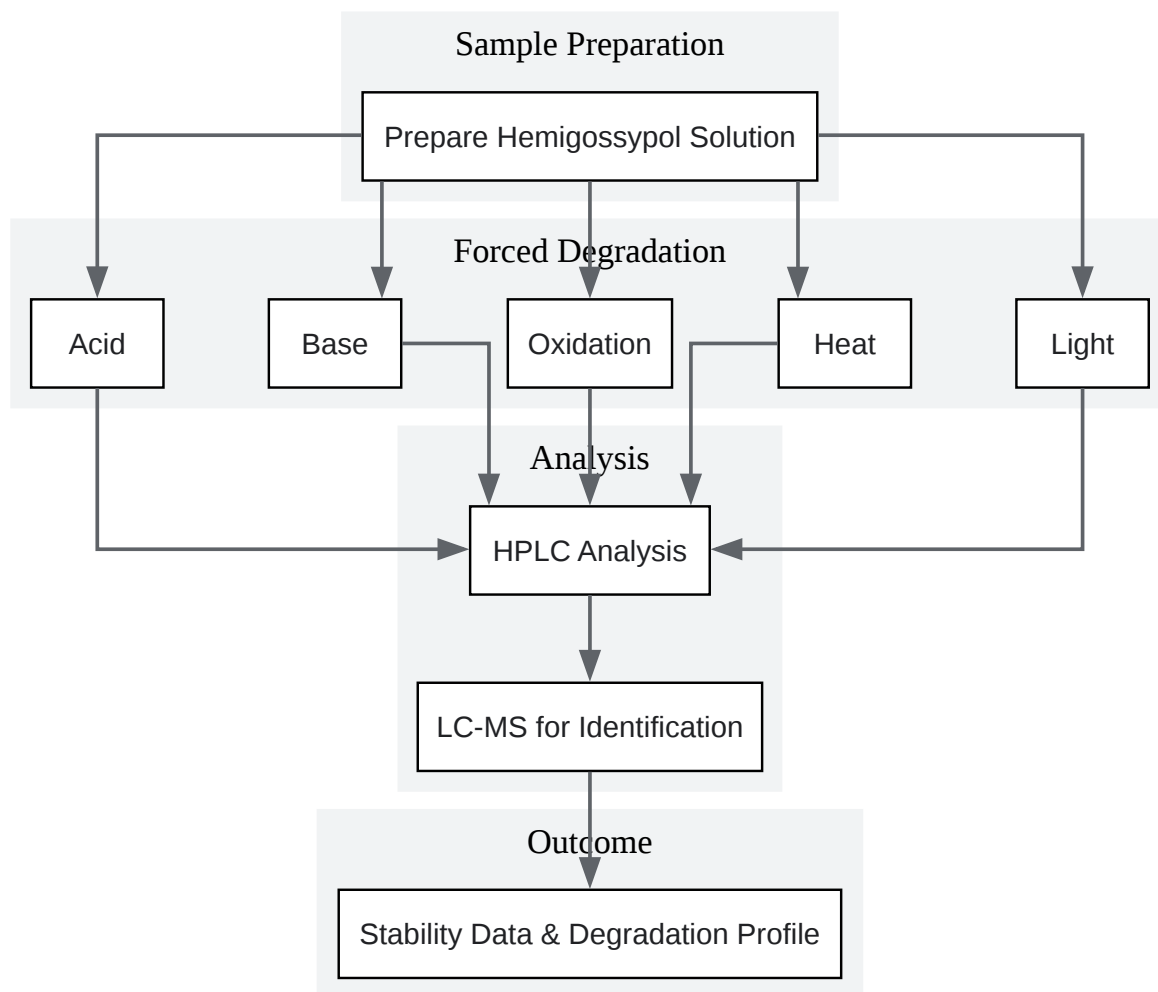 Sample Preparation
Prepare Hemigossypol Solution
Forced Degradation
Acid
Base
Oxidation
Heat
Light
Analysis
HPLC Analysis
LC-MS for Identification
Outcome
Stability Data & Degradation Profile